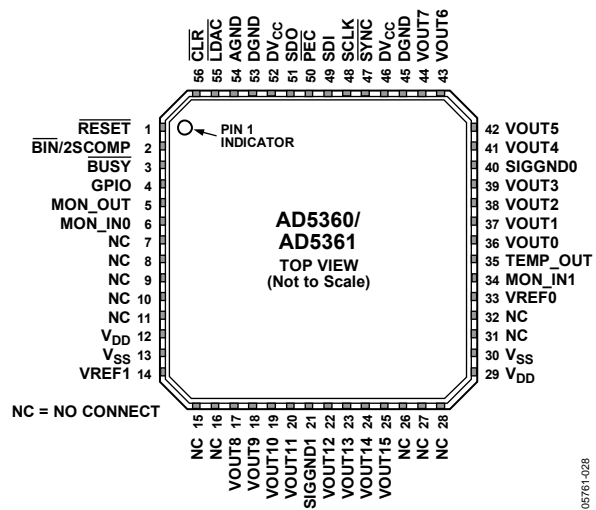 56 CLR
55 LDAC
54 AGND
53 DGND
52 DVCC
51 SDO
50 PEC
49 SDI
48 SCLK
47 SYNC
46 DVCC
45 DGND
44 VOUT7
43 VOUT6
RESET 1
BIN/2SCOMP 2
BUSY 3
GPIO 4
MON_OUT 5
MON_IN0 6
NC 7
NC 8
NC 9
NC 10
NC 11
VDD 12
VSS 13
VREF1 14
PIN 1
INDICATOR
AD5360/
AD5361
TOP VIEW
(Not to Scale)
42 VOUT5
41 VOUT4
40 SIGGND0
39 VOUT3
38 VOUT2
37 VOUT1
36 VOUT0
35 TEMP_OUT
34 MON_IN1
33 VREF0
32 NC
31 NC
30 VSS
29 VDD
NC = NO CONNECT
NC 15
NC 16
VOUT8 17
VOUT9 18
VOUT10 19
VOUT11 20
SIGGND1 21
VOUT12 22
VOUT13 23
VOUT14 24
VOUT15 25
NC 26
NC 27
NC 28
05761-028